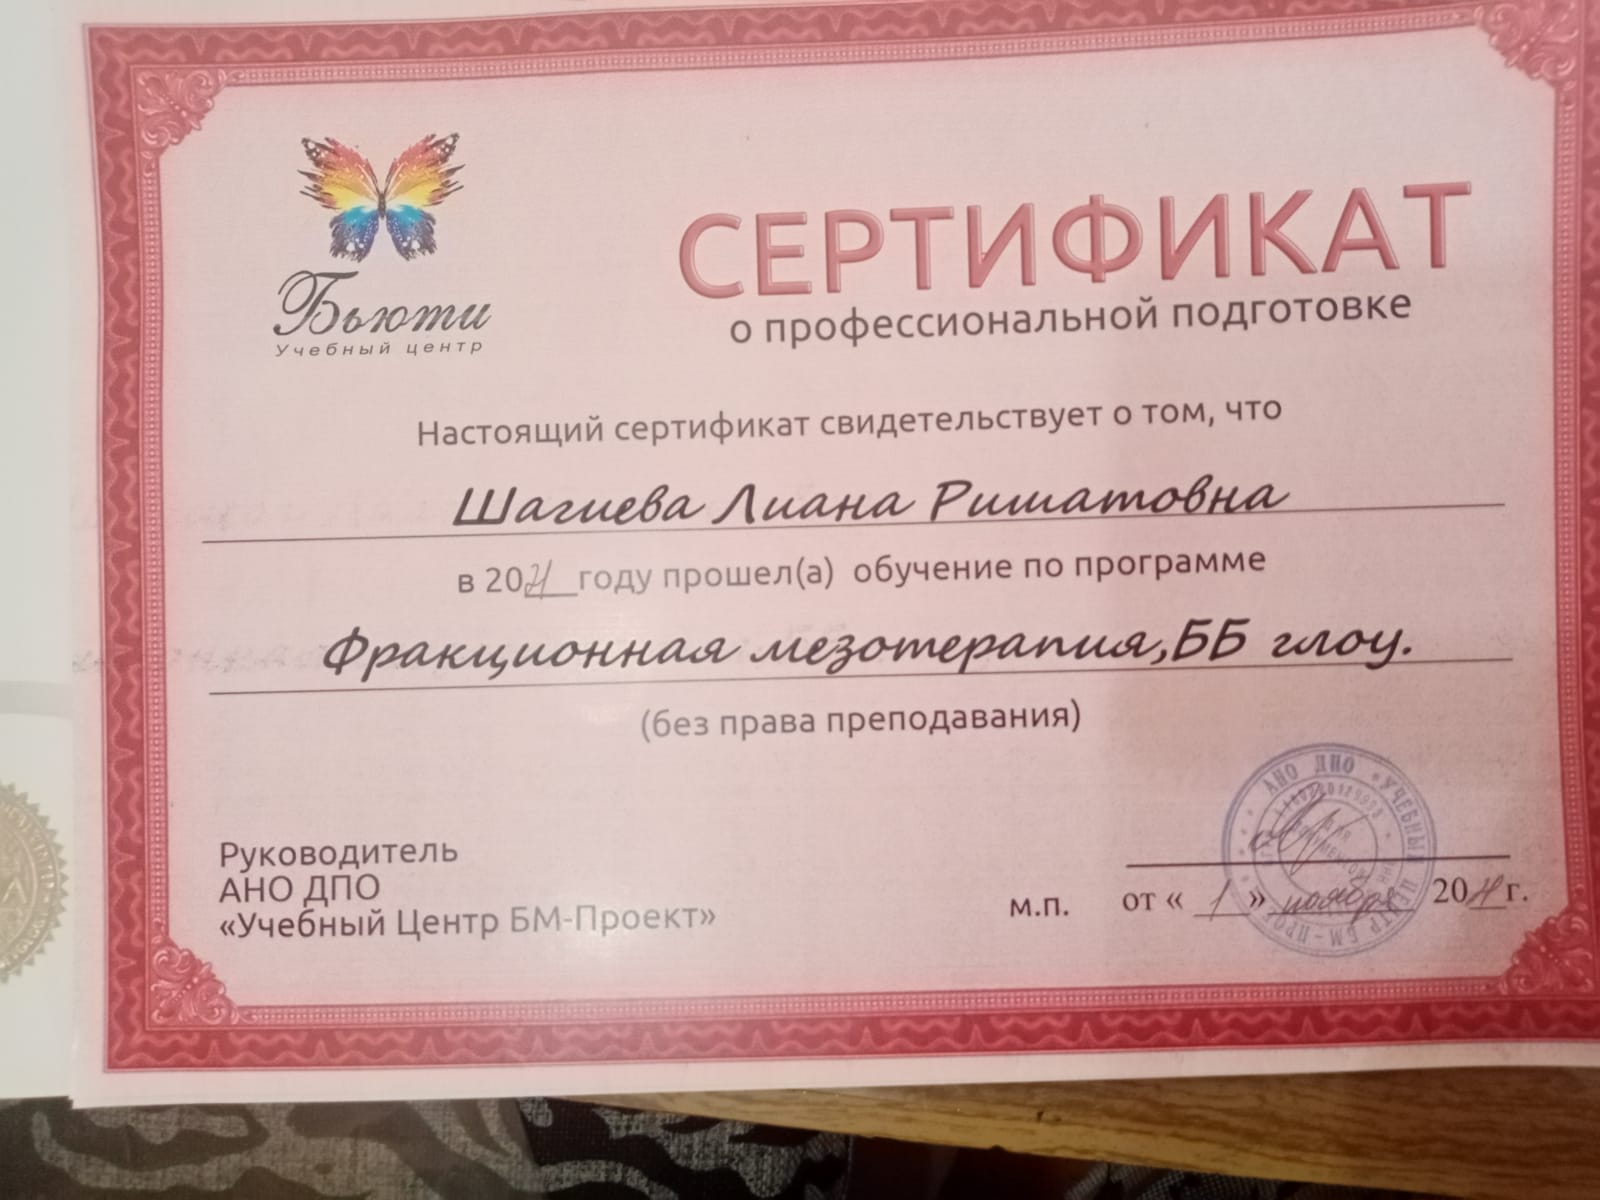 Бьюти
Учебный центр
СЕРТИФИКАТ
о профессиональной подготовке
Настоящий сертификат свидетельствует о том, что
Шагиева Лиана Ришатовна
в 2021 году прошел(а) обучение по программе
Фракционная мезотерапия,ББ глоу.
(без права преподавания)
Руководитель
АНО ДПО
«Учебный Центр БМ-Проект»
м.п. от « 1 » ноября 2021 г.
АНО ДПО «УЧЕБНЫЙ ЦЕНТР БМ-ПРО